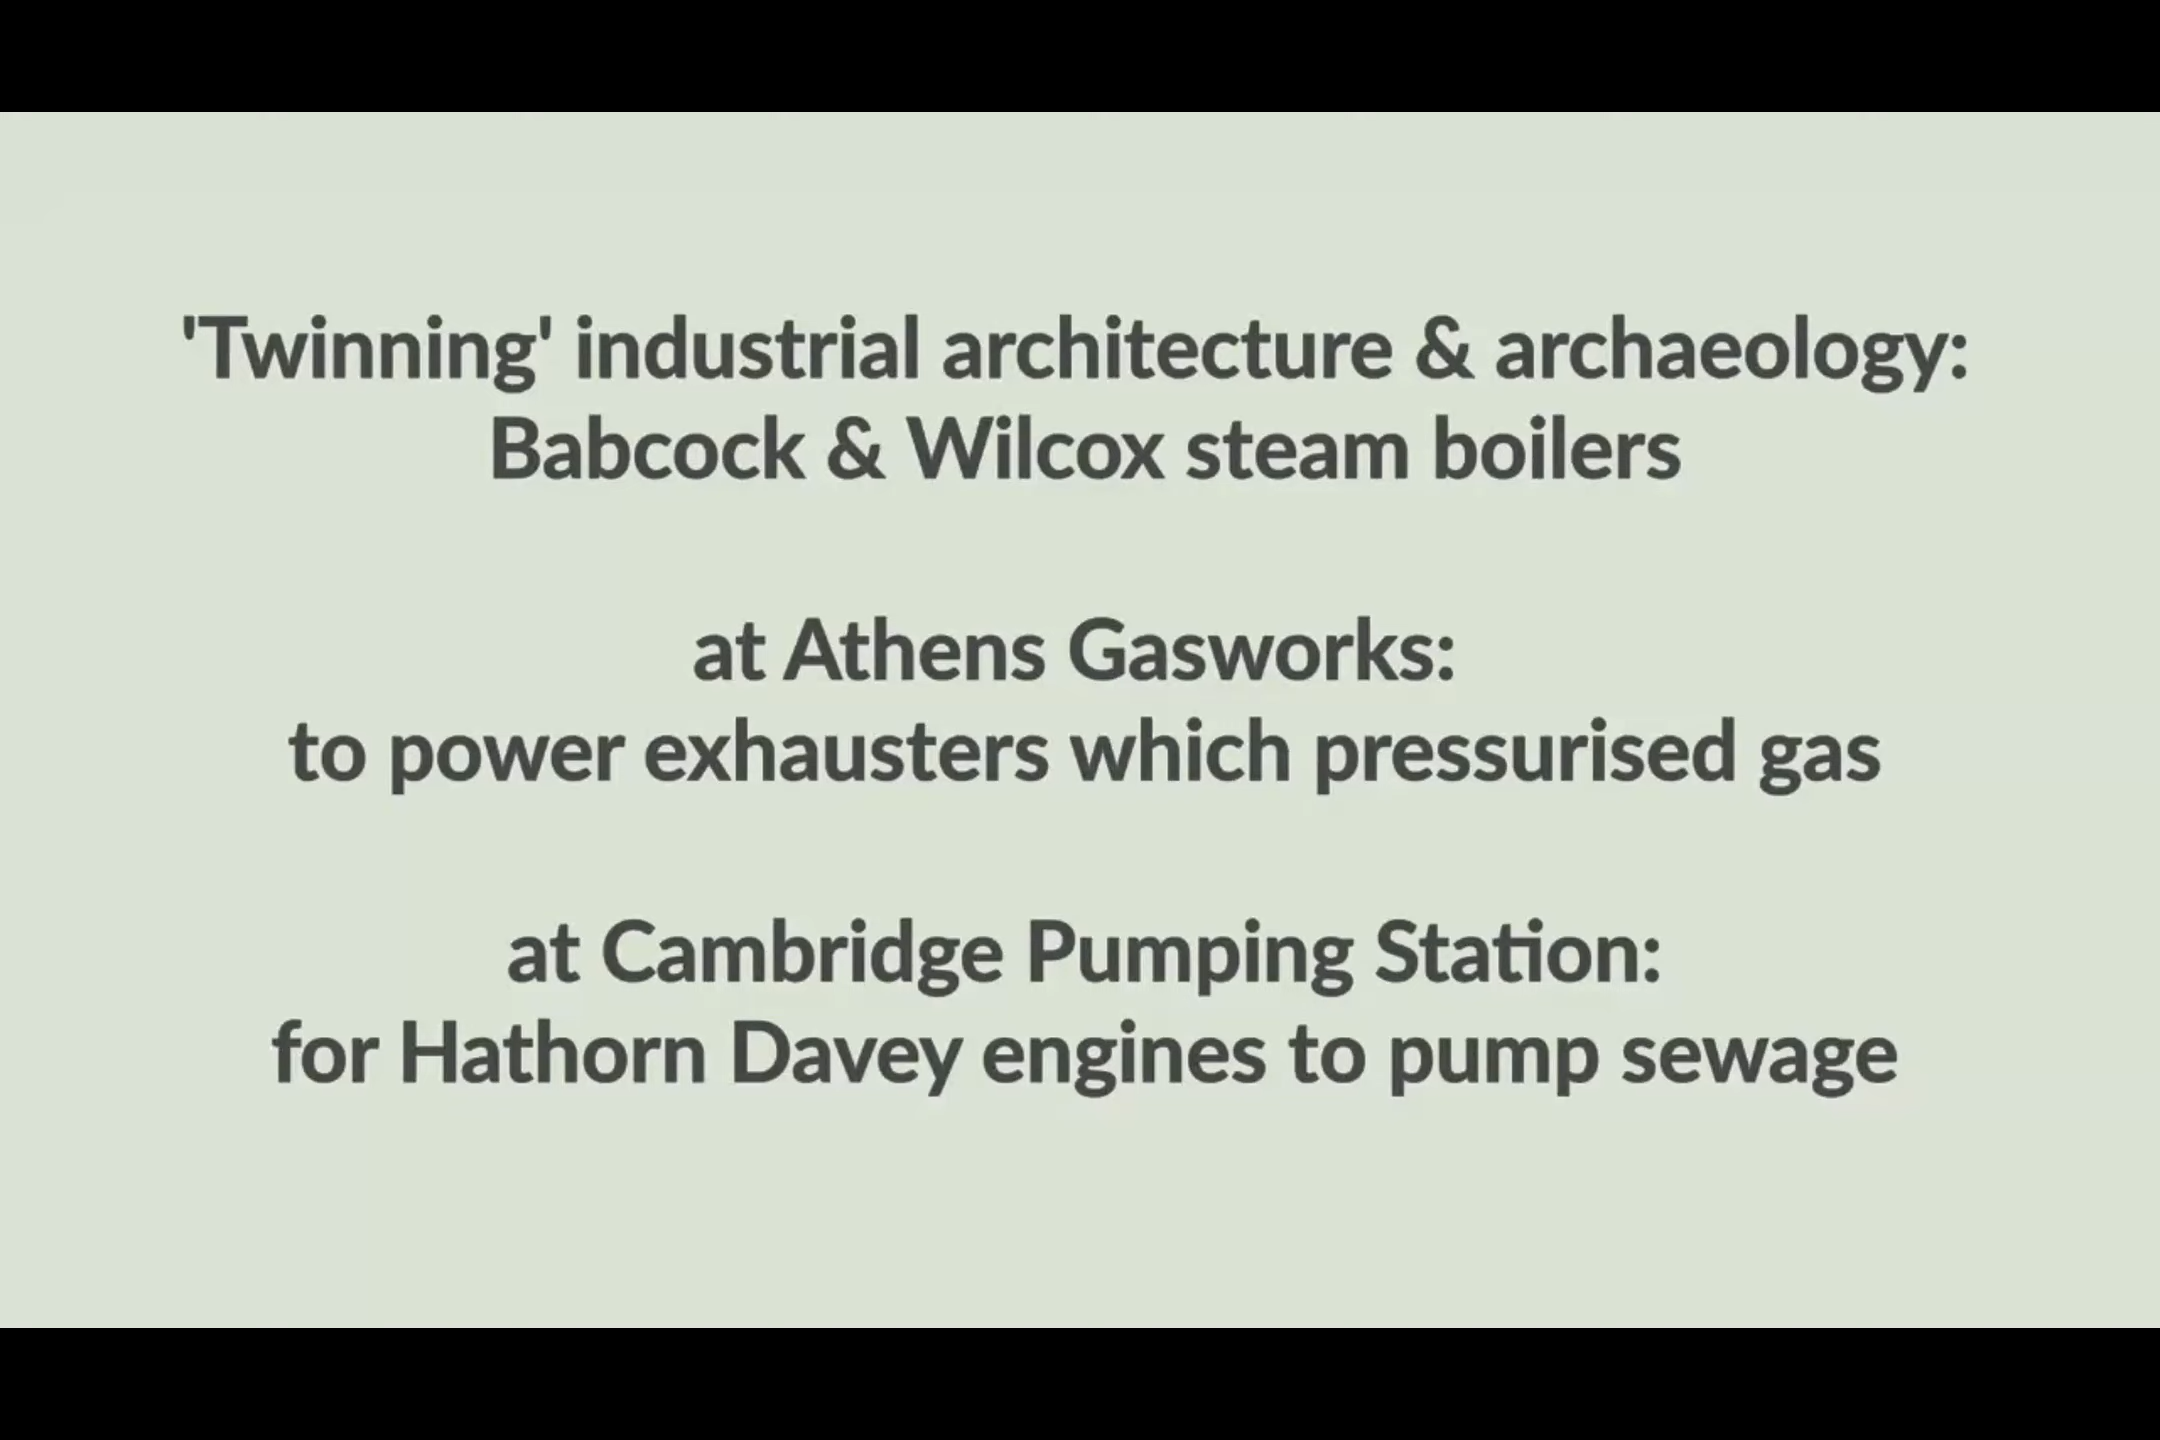 'Twinning' industrial architecture & archaeology:
Babcock & Wilcox steam boilers
at Athens Gasworks:
to power exhausters which pressurised gas
at Cambridge Pumping Station:
for Hathorn Davey engines to pump sewage